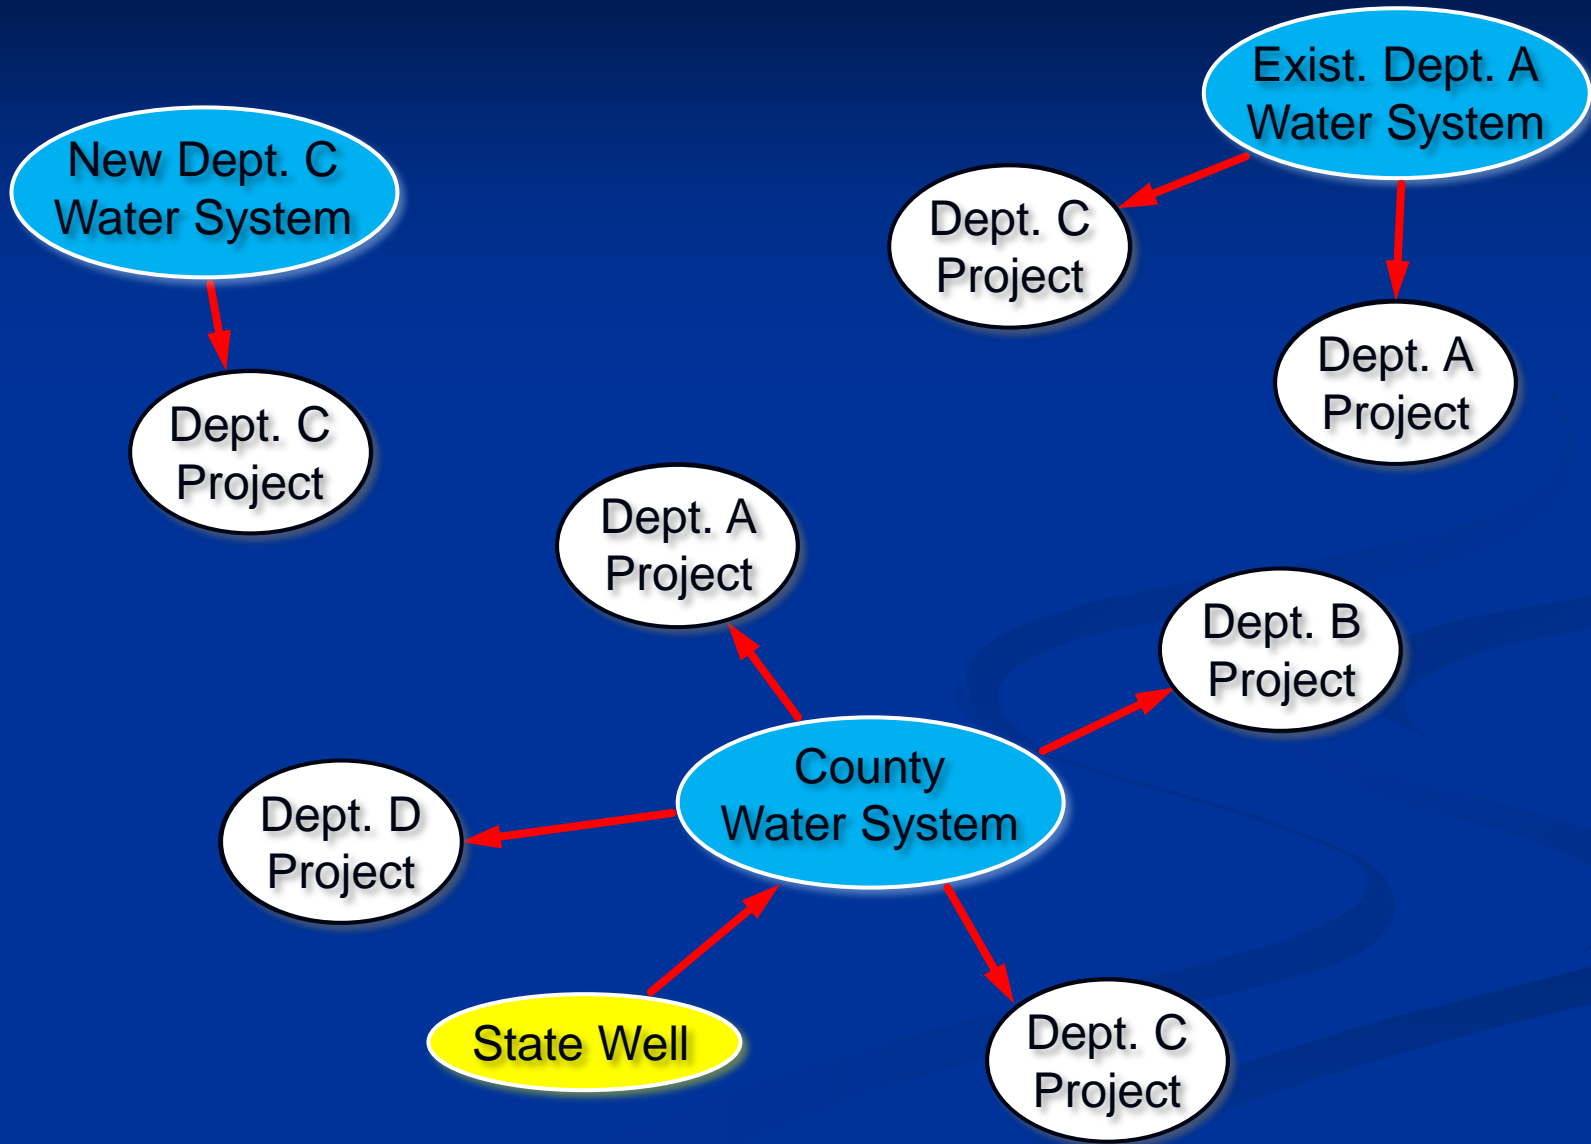 Exist. Dept. A
Water System
New Dept. C
Water System
Dept. C
Project
Dept. A
Project
Dept. C
Project
Dept. A
Project
Dept. B
Project
County
Water System
Dept. D
Project
State Well
Dept. C
Project